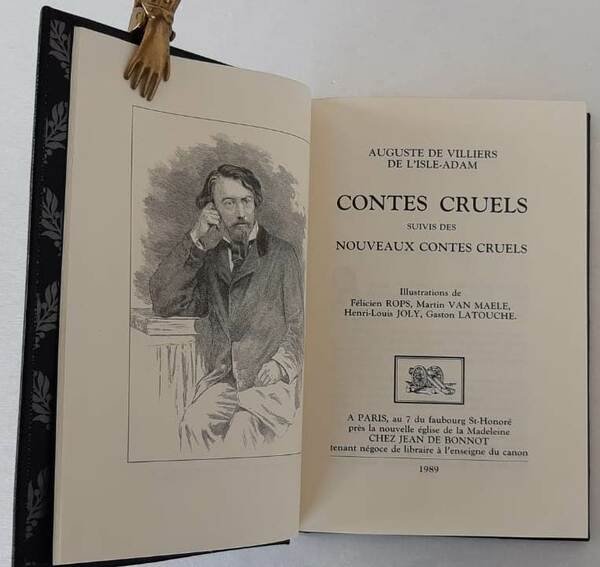 AUGUSTE DE VILLIERS
DE L'ISLE-ADAM
CONTES CRUELS
SUIVIS DES
NOUVEAUX CONTES CRUELS
Illustrations de
Félicien ROPS, Martin VAN MAELE,
Henri-Louis JOLY, Gaston LATOUCHE.
A PARIS, au 7 du faubourg St-Honoré
près la nouvelle église de la Madeleine
CHEZ JEAN DE BONNOT
tenant négoce de libraire à l'enseigne du canon
1989